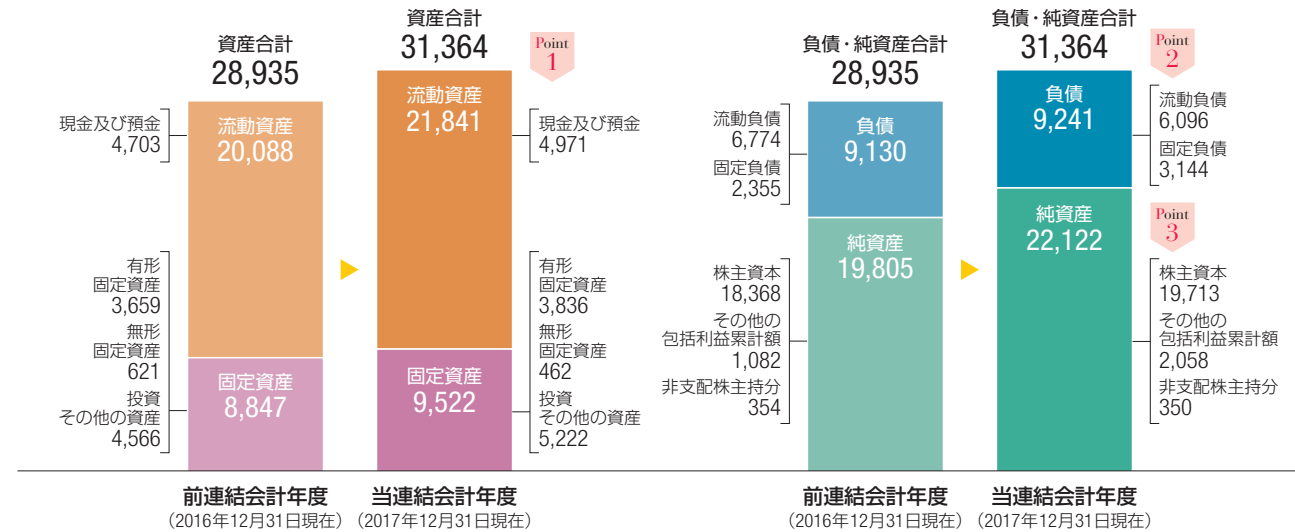 資産合計
28,935
流動資産
20,088
現金及び預金
4,703
有形
固定資産
3,659
無形
固定資産
621
投資
その他の資産
4,566
固定資産
8,847
前連結会計年度
（2016年12月31日現在）
資産合計
31,364
Point
1
流動資産
21,841
現金及び預金
4,971
有形
固定資産
3,836
無形
固定資産
462
投資
その他の資産
5,222
固定資産
9,522
当連結会計年度
（2017年12月31日現在）
負債・純資産合計
28,935
流動負債
6,774
固定負債
2,355
負債
9,130
純資産
19,805
株主資本
18,368
その他の
包括利益累計額
1,082
非支配株主持分
354
前連結会計年度
（2016年12月31日現在）
負債・純資産合計
31,364
Point
2
負債
9,241
流動負債
6,096
固定負債
3,144
純資産
22,122
Point
3
株主資本
19,713
その他の
包括利益累計額
2,058
非支配株主持分
350
当連結会計年度
（2017年12月31日現在）